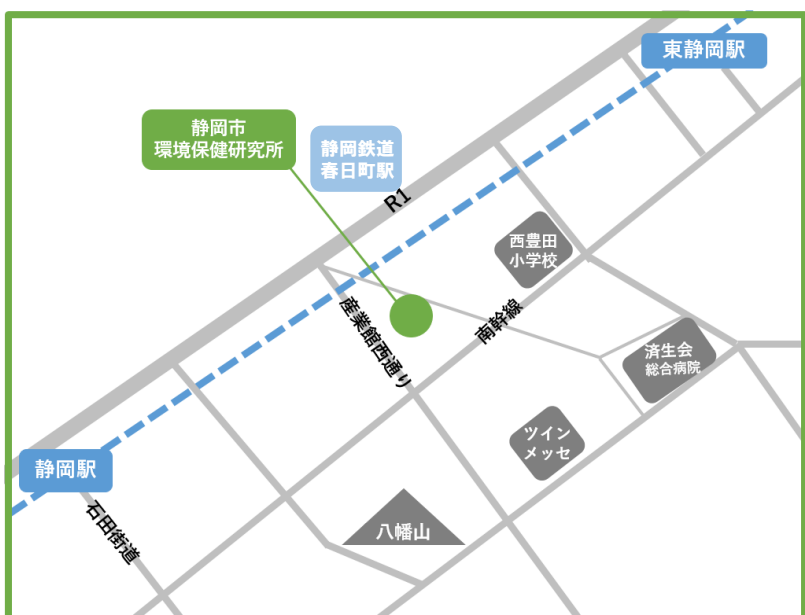 東静岡駅
静岡市
環境保健研究所
静岡鉄道
春日町駅
R1
西豊田
小学校
産業館西通り
南幹線
済生会
総合病院
ツイン
メッセ
静岡駅
石田街道
八幡山